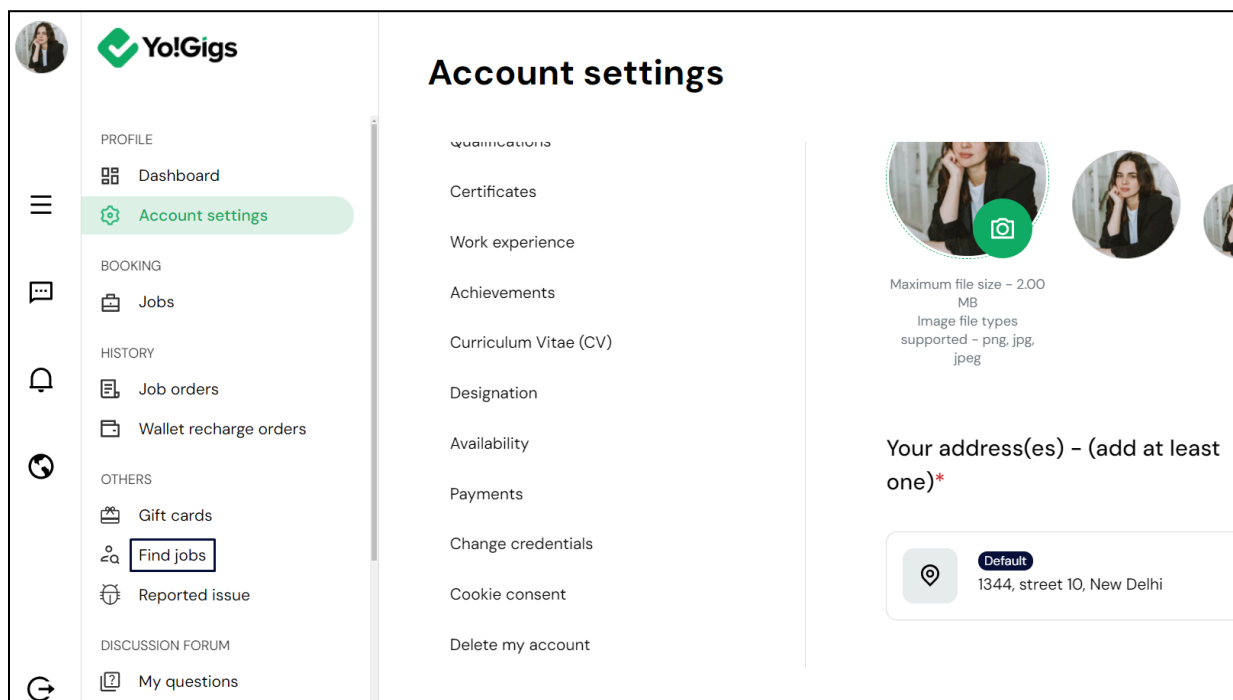 Yo!Gigs
PROFILE
Dashboard
Account settings
BOOKING
Jobs
HISTORY
Job orders
Wallet recharge orders
OTHERS
Gift cards
Find jobs
Reported issue
DISCUSSION FORUM
My questions
Account settings
Qualifications
Certificates
Work experience
Achievements
Curriculum Vitae (CV)
Designation
Availability
Payments
Change credentials
Cookie consent
Delete my account
Maximum file size - 2.00
MB
Image file types
supported - png, jpg,
jpeg
Your address(es) - (add at least
one)*
Default
1344, street 10, New Delhi